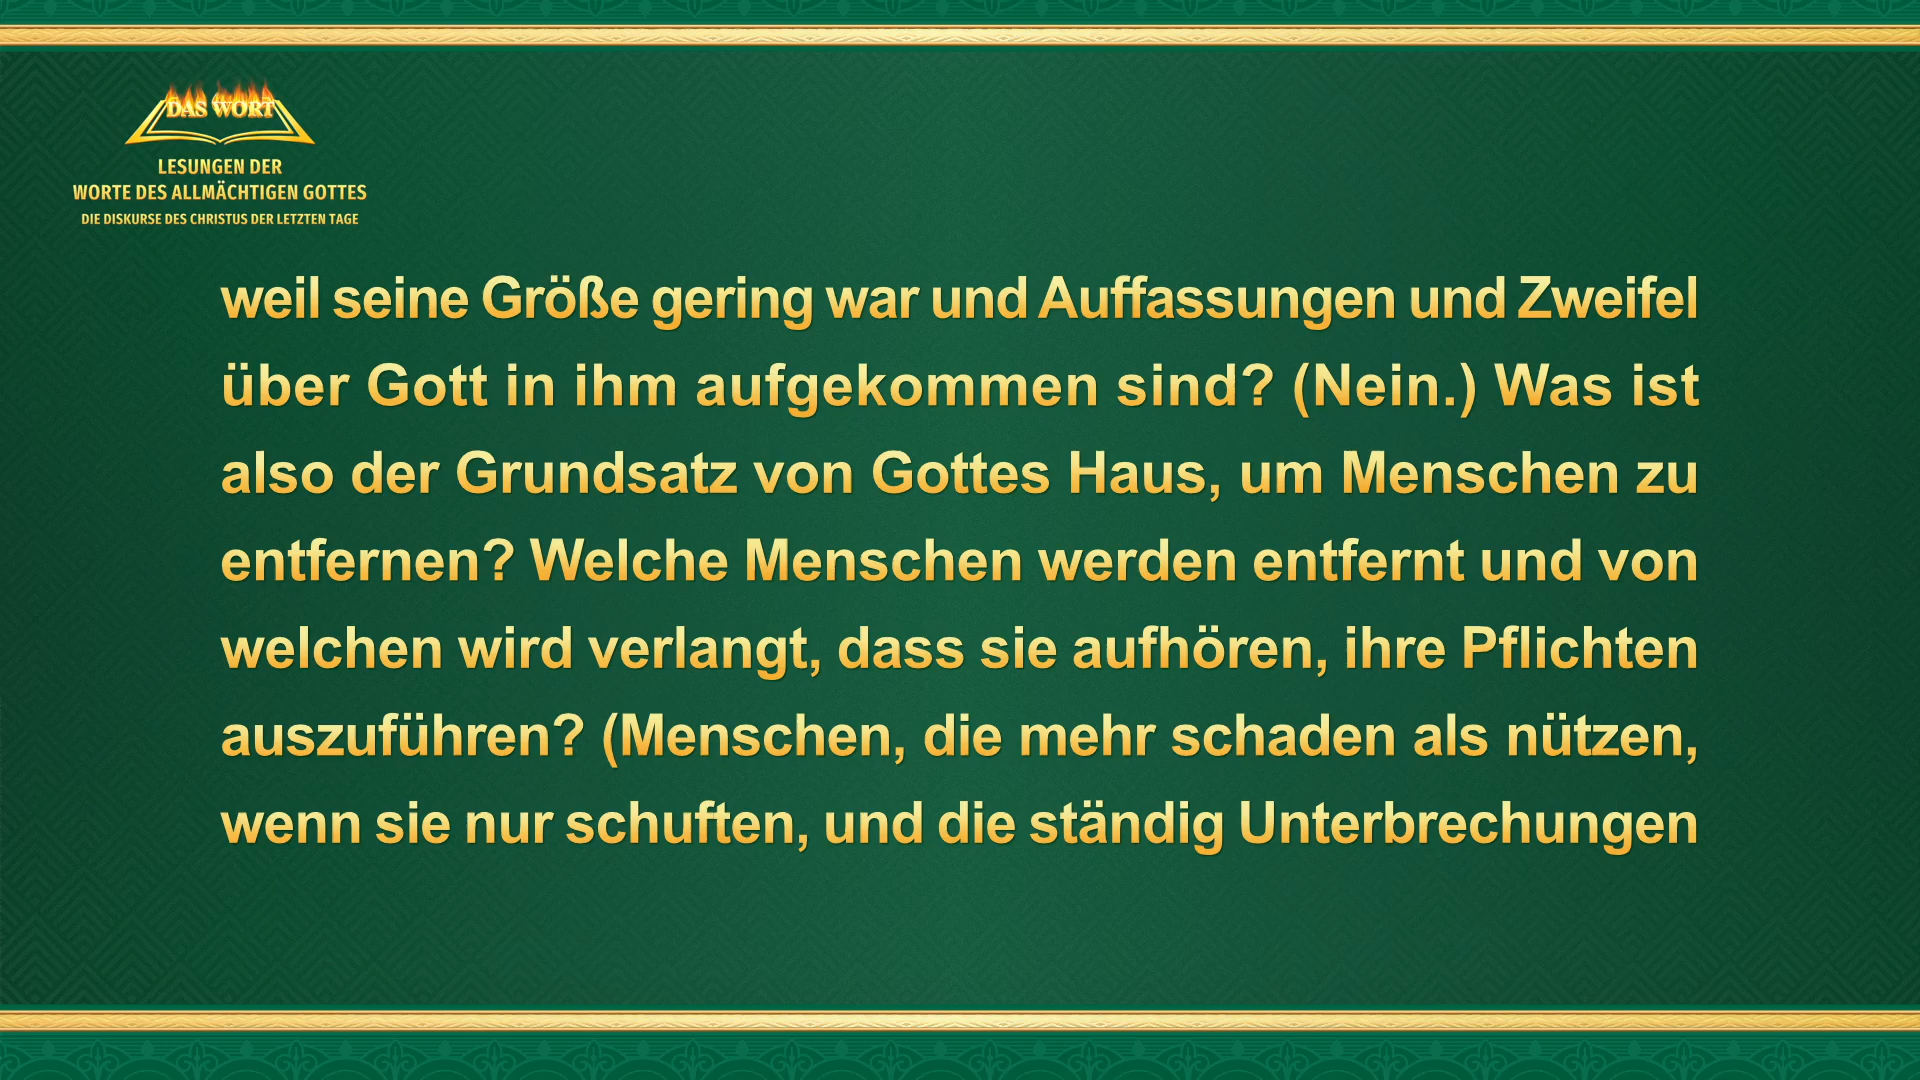 DAS WORT
LESUNGEN DER
WORTE DES ALLMÄCHTIGEN GOTTES
DIE DISKURSE DES CHRISTUS DER LETZTEN TAGE
weil seine Größe gering war und Auffassungen und Zweifel
über Gott in ihm aufgekommen sind? (Nein.) Was ist
also der Grundsatz von Gottes Haus, um Menschen zu
entfernen? Welche Menschen werden entfernt und von
welchen wird verlangt, dass sie aufhören, ihre Pflichten
auszuführen? (Menschen, die mehr schaden als nützen,
wenn sie nur schuften, und die ständig Unterbrechungen